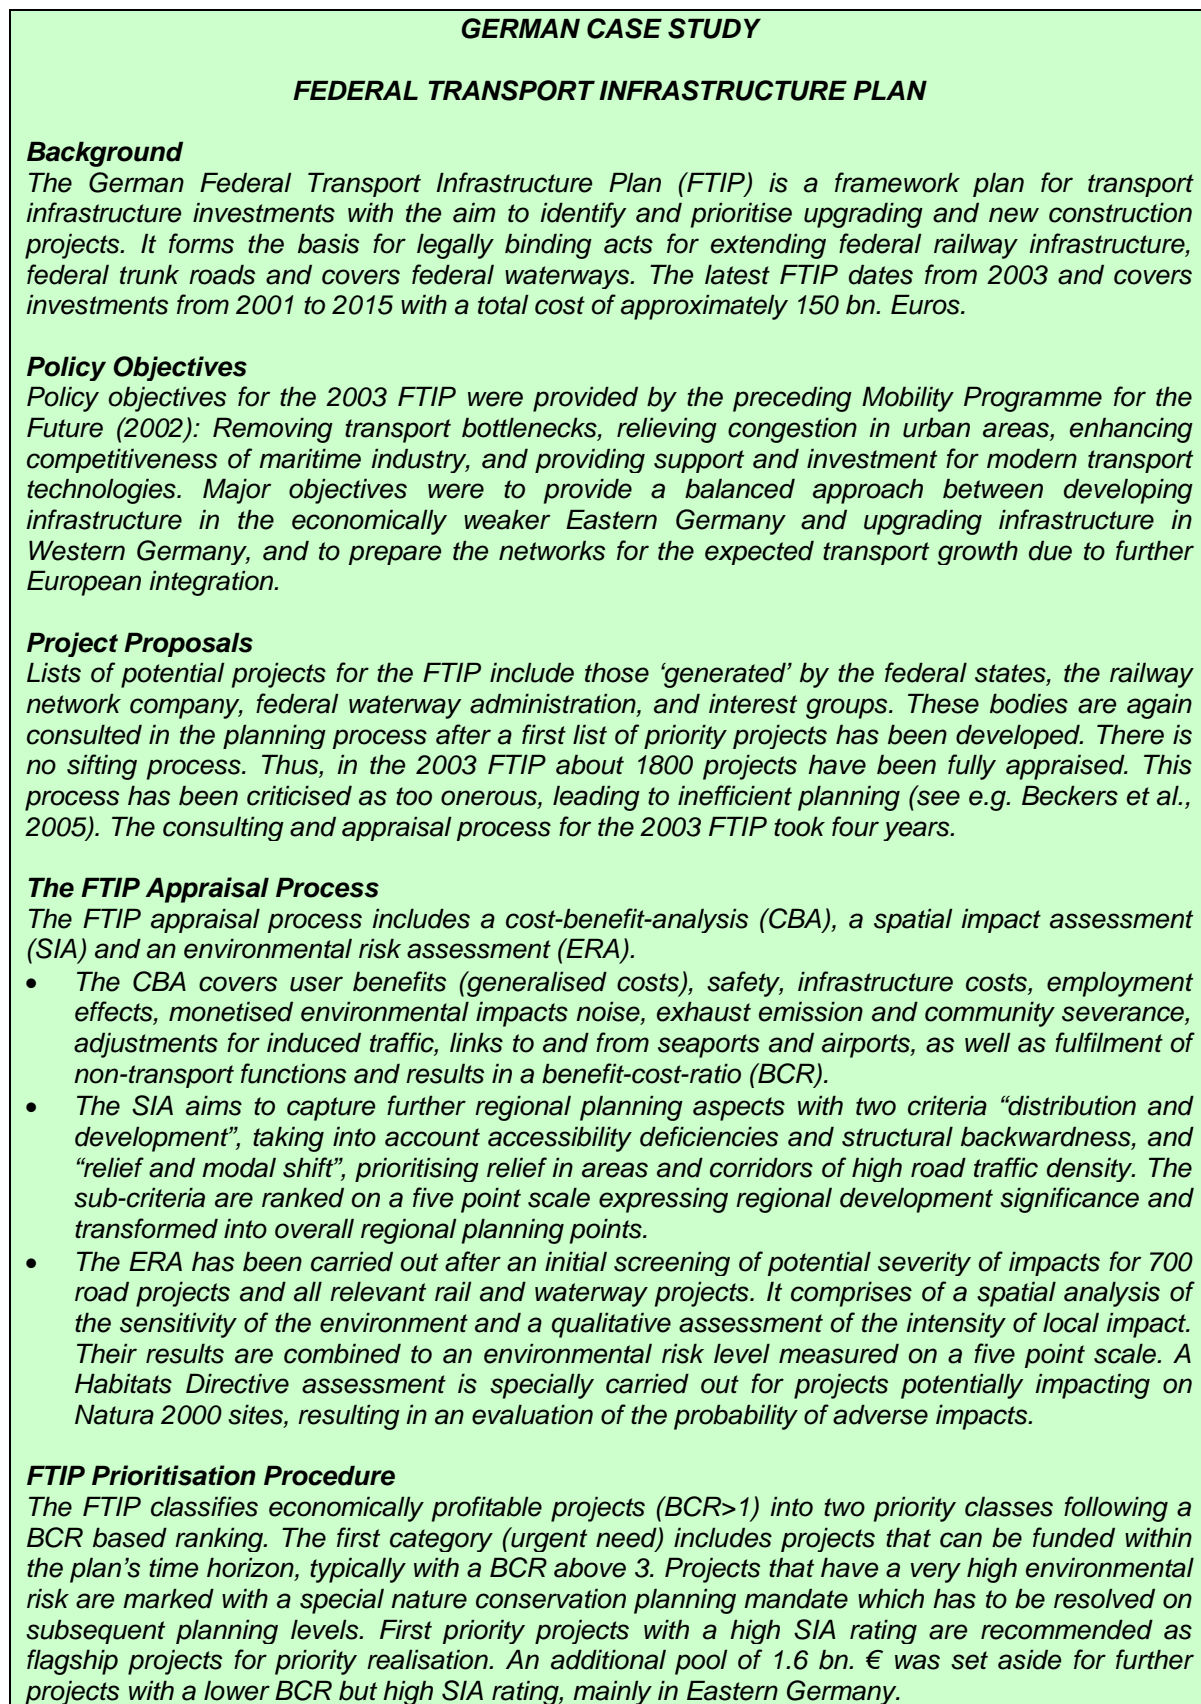 GERMAN CASE STUDY
FEDERAL TRANSPORT INFRASTRUCTURE PLAN
Background
The German Federal Transport Infrastructure Plan (FTIP) is a framework plan for transport
infrastructure investments with the aim to identify and prioritise upgrading and new construction
projects. It forms the basis for legally binding acts for extending federal railway infrastructure,
federal trunk roads and covers federal waterways. The latest FTIP dates from 2003 and covers
investments from 2001 to 2015 with a total cost of approximately 150 bn. Euros.
Policy Objectives
Policy objectives for the 2003 FTIP were provided by the preceding Mobility Programme for the
Future (2002): Removing transport bottlenecks, relieving congestion in urban areas, enhancing
competitiveness of maritime industry, and providing support and investment for modern transport
technologies. Major objectives were to provide a balanced approach between developing
infrastructure in the economically weaker Eastern Germany and upgrading infrastructure in
Western Germany, and to prepare the networks for the expected transport growth due to further
European integration.
Project Proposals
Lists of potential projects for the FTIP include those ‘generated’ by the federal states, the railway
network company, federal waterway administration, and interest groups. These bodies are again
consulted in the planning process after a first list of priority projects has been developed. There is
no sifting process. Thus, in the 2003 FTIP about 1800 projects have been fully appraised. This
process has been criticised as too onerous, leading to inefficient planning (see e.g. Beckers et al.,
2005). The consulting and appraisal process for the 2003 FTIP took four years.
The FTIP Appraisal Process
The FTIP appraisal process includes a cost-benefit-analysis (CBA), a spatial impact assessment
(SIA) and an environmental risk assessment (ERA).
• The CBA covers user benefits (generalised costs), safety, infrastructure costs, employment
effects, monetised environmental impacts noise, exhaust emission and community severance,
adjustments for induced traffic, links to and from seaports and airports, as well as fulfilment of
non-transport functions and results in a benefit-cost-ratio (BCR).
• The SIA aims to capture further regional planning aspects with two criteria “distribution and
development”, taking into account accessibility deficiencies and structural backwardness, and
“relief and modal shift”, prioritising relief in areas and corridors of high road traffic density. The
sub-criteria are ranked on a five point scale expressing regional development significance and
transformed into overall regional planning points.
• The ERA has been carried out after an initial screening of potential severity of impacts for 700
road projects and all relevant rail and waterway projects. It comprises of a spatial analysis of
the sensitivity of the environment and a qualitative assessment of the intensity of local impact.
Their results are combined to an environmental risk level measured on a five point scale. A
Habitats Directive assessment is specially carried out for projects potentially impacting on
Natura 2000 sites, resulting in an evaluation of the probability of adverse impacts.
FTIP Prioritisation Procedure
The FTIP classifies economically profitable projects (BCR>1) into two priority classes following a
BCR based ranking. The first category (urgent need) includes projects that can be funded within
the plan’s time horizon, typically with a BCR above 3. Projects that have a very high environmental
risk are marked with a special nature conservation planning mandate which has to be resolved on
subsequent planning levels. First priority projects with a high SIA rating are recommended as
flagship projects for priority realisation. An additional pool of 1.6 bn. € was set aside for further
projects with a lower BCR but high SIA rating, mainly in Eastern Germany.